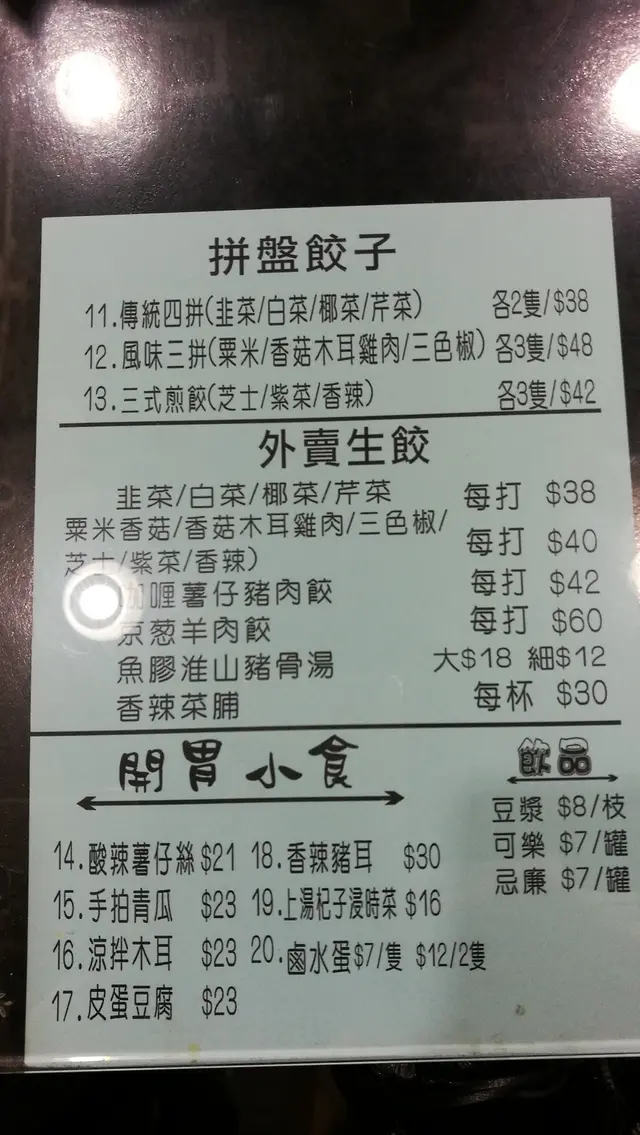 拼盤餃子
11.傳統四拼(韭菜/白菜/椰菜/芹菜) 各2隻/$38
12.風味三拼(粟米/香菇木耳雞肉/三色椒) 各3隻/$48
13.三式煎餃(芝士/紫菜/香辣) 各3隻/$42
外賣生餃
韭菜/白菜/椰菜/芹菜 每打 $38
粟米香菇/香菇木耳雞肉/三色椒/
芝士/紫菜/香辣) 每打 $40
咖喱薯仔豬肉餃 每打 $42
京葱羊肉餃 每打 $60
魚膠淮山豬骨湯 大$18 細$12
香辣菜脯 每杯 $30
開胃小食
14.酸辣薯仔絲 $21
15.手拍青瓜 $23
16.涼拌木耳 $23
17.皮蛋豆腐 $23
18.香辣豬耳 $30
19.上湯杞子浸時菜 $16
20.鹵水蛋$7/隻 $12/2隻
飲品
豆漿 $8/枝
可樂 $7/罐
忌廉 $7/罐